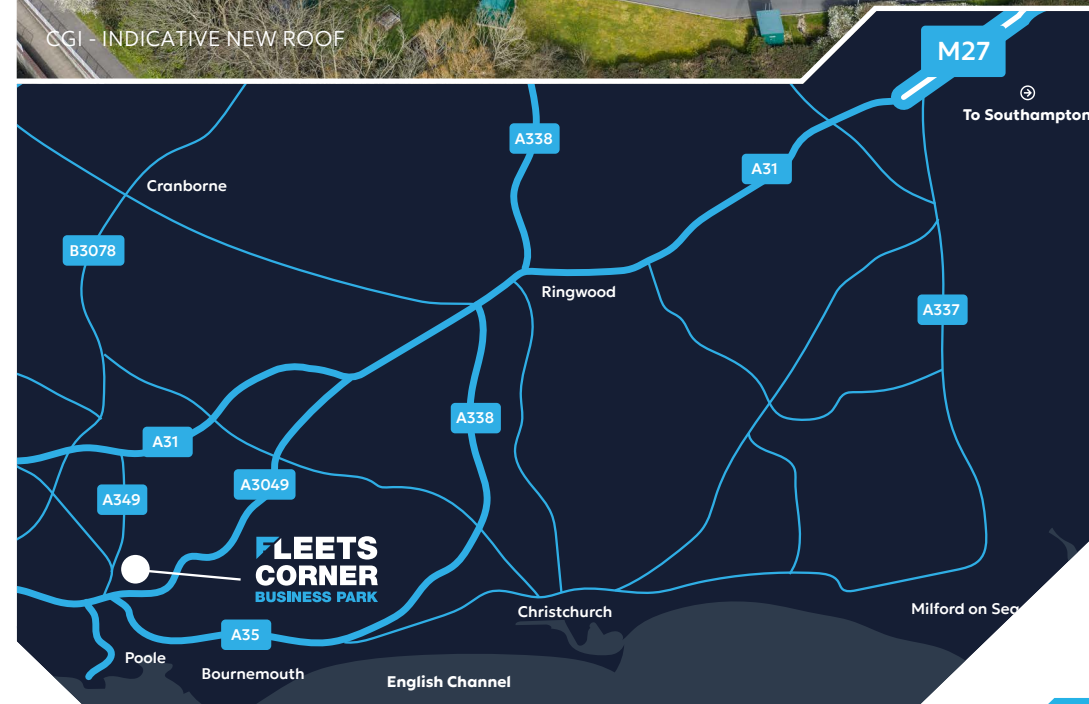 CGI - INDICATIVE NEW ROOF
M27
To Southampton
A338
A31
Cranborne
B3078
Ringwood
A337
A338
A31
A3049
A349
FLEETS
CORNER
BUSINESS PARK
Christchurch
Milford on Sea
A35
Poole
Bournemouth
English Channel